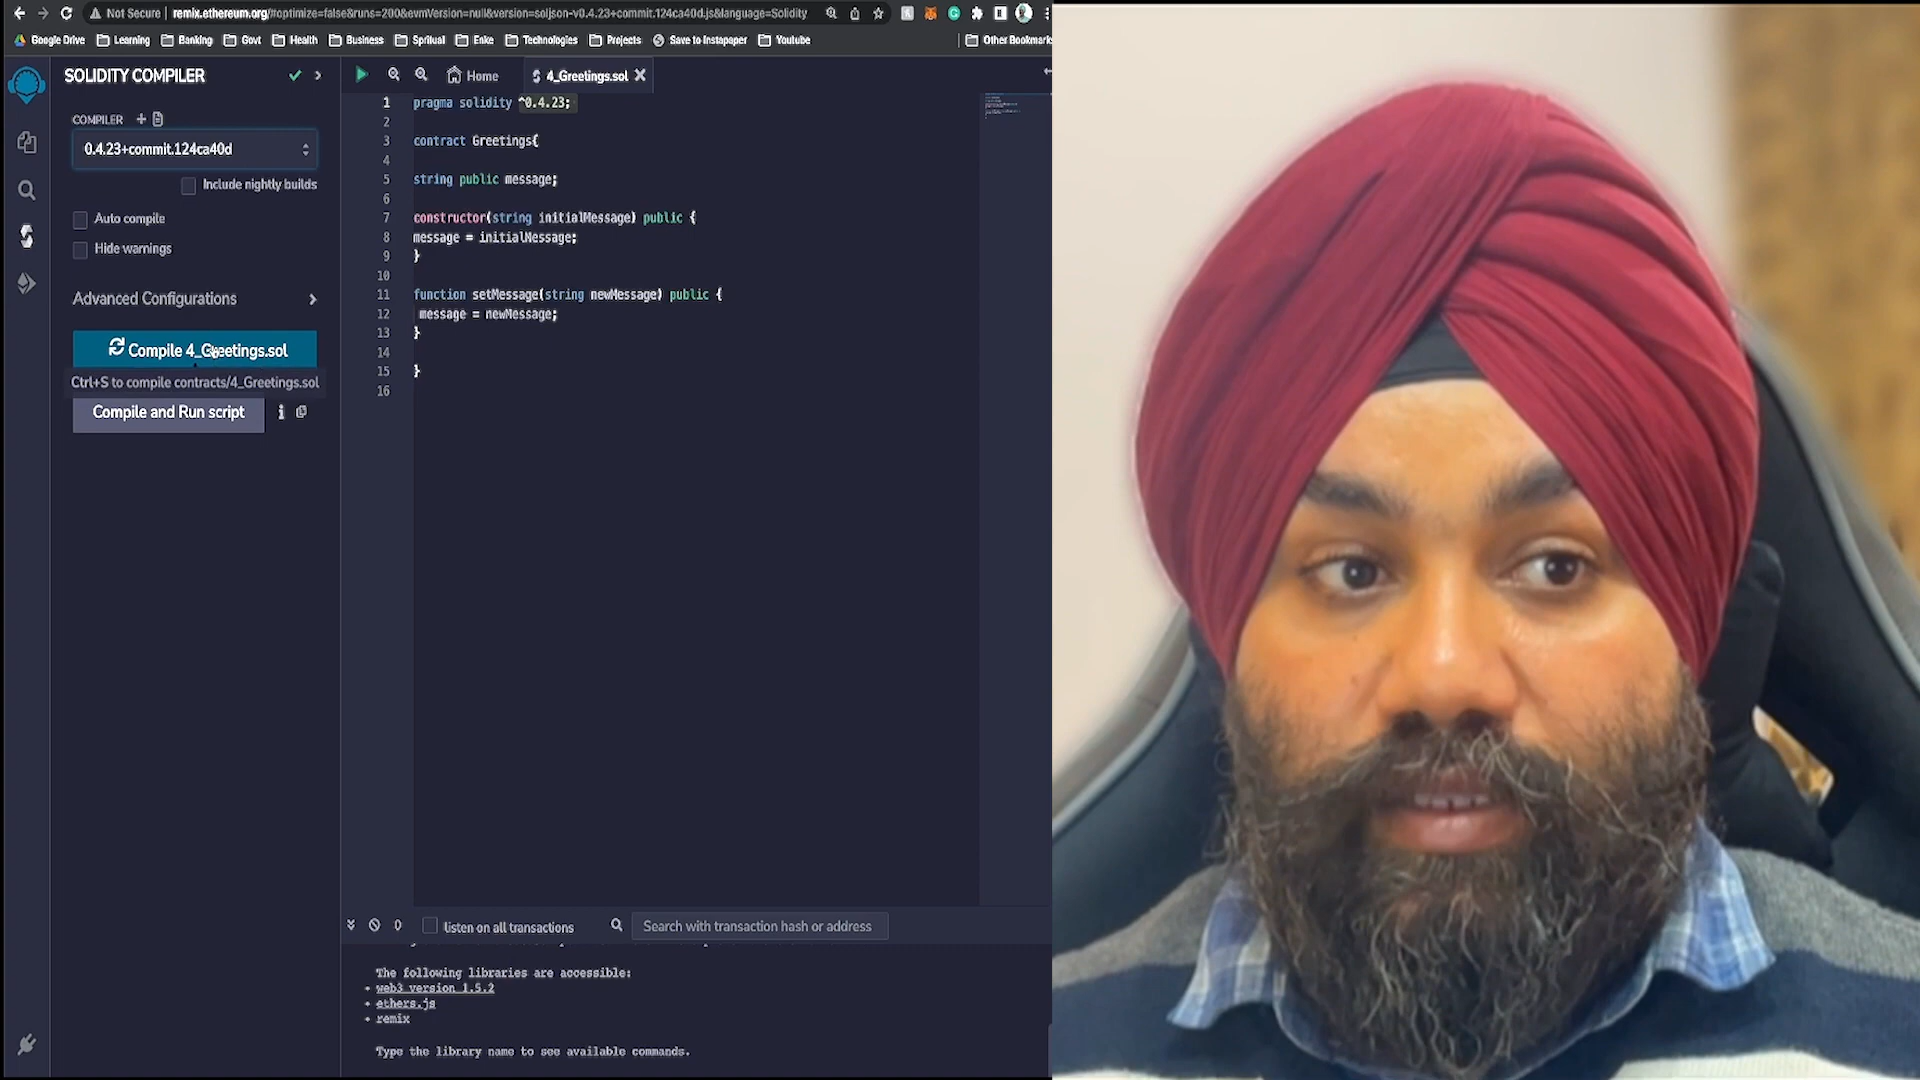 Not Secure remix.ethereum.org/#optimize=false&runs=200&evmVersion=null&version=soljson-v0.4.23+commit.124ca40d.js&language=Solidity
Google Drive Learning Banking Govt Health Business Spritual Enke Technologies Projects Save to Instapaper Youtube Other Bookmarks
SOLIDITY COMPILER
COMPILER
0.4.23+commit.124ca40d
Include nightly builds
Auto compile
Hide warnings
Advanced Configurations
Compile 4_Greetings.sol
Ctrl+S to compile contracts/4_Greetings.sol
Compile and Run script
Home 4_Greetings.sol
1 pragma solidity ^0.4.23;
2
3 contract Greetings{
4
5 string public message;
6
7 constructor(string initialMessage) public {
8 message = initialMessage;
9 }
10
11 function setMessage(string newMessage) public {
12 message = newMessage;
13 }
14
15 }
16
0 listen on all transactions Search with transaction hash or address
The following libraries are accessible:
• web3 version 1.5.2
• ethers.js
• remix
Type the library name to see available commands.